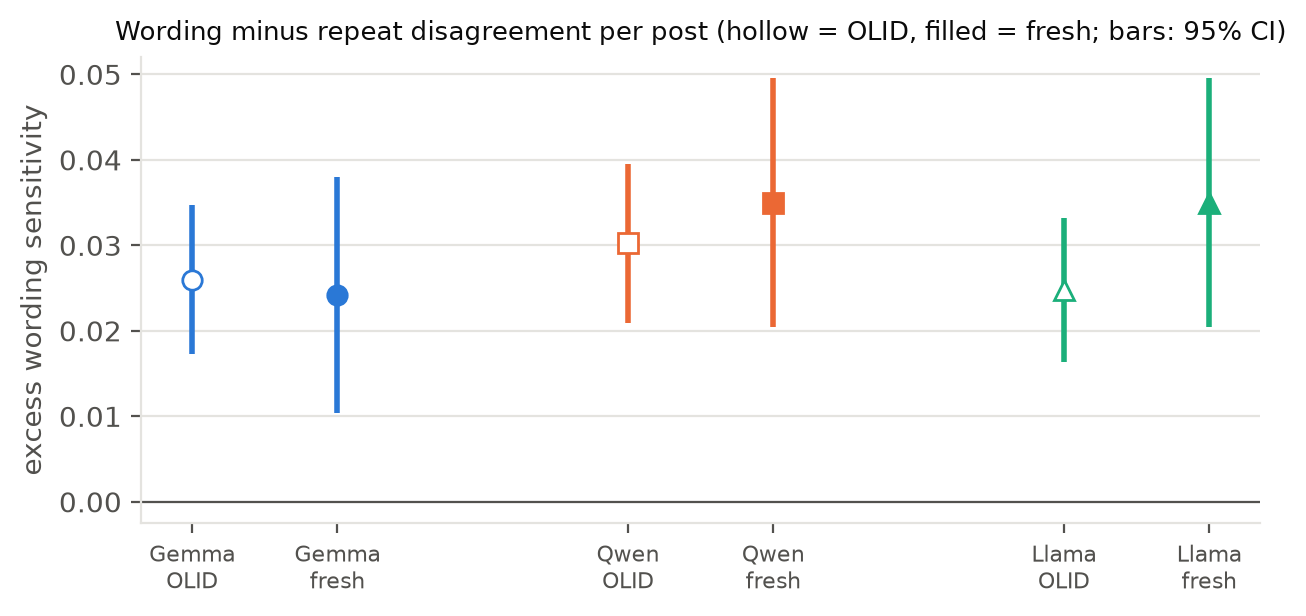 Wording minus repeat disagreement per post (hollow = OLID, filled = fresh; bars: 95% CI)
excess wording sensitivity
0.05
0.04
0.03
0.02
0.01
0.00
Gemma
OLID
Gemma
fresh
Qwen
OLID
Qwen
fresh
Llama
OLID
Llama
fresh